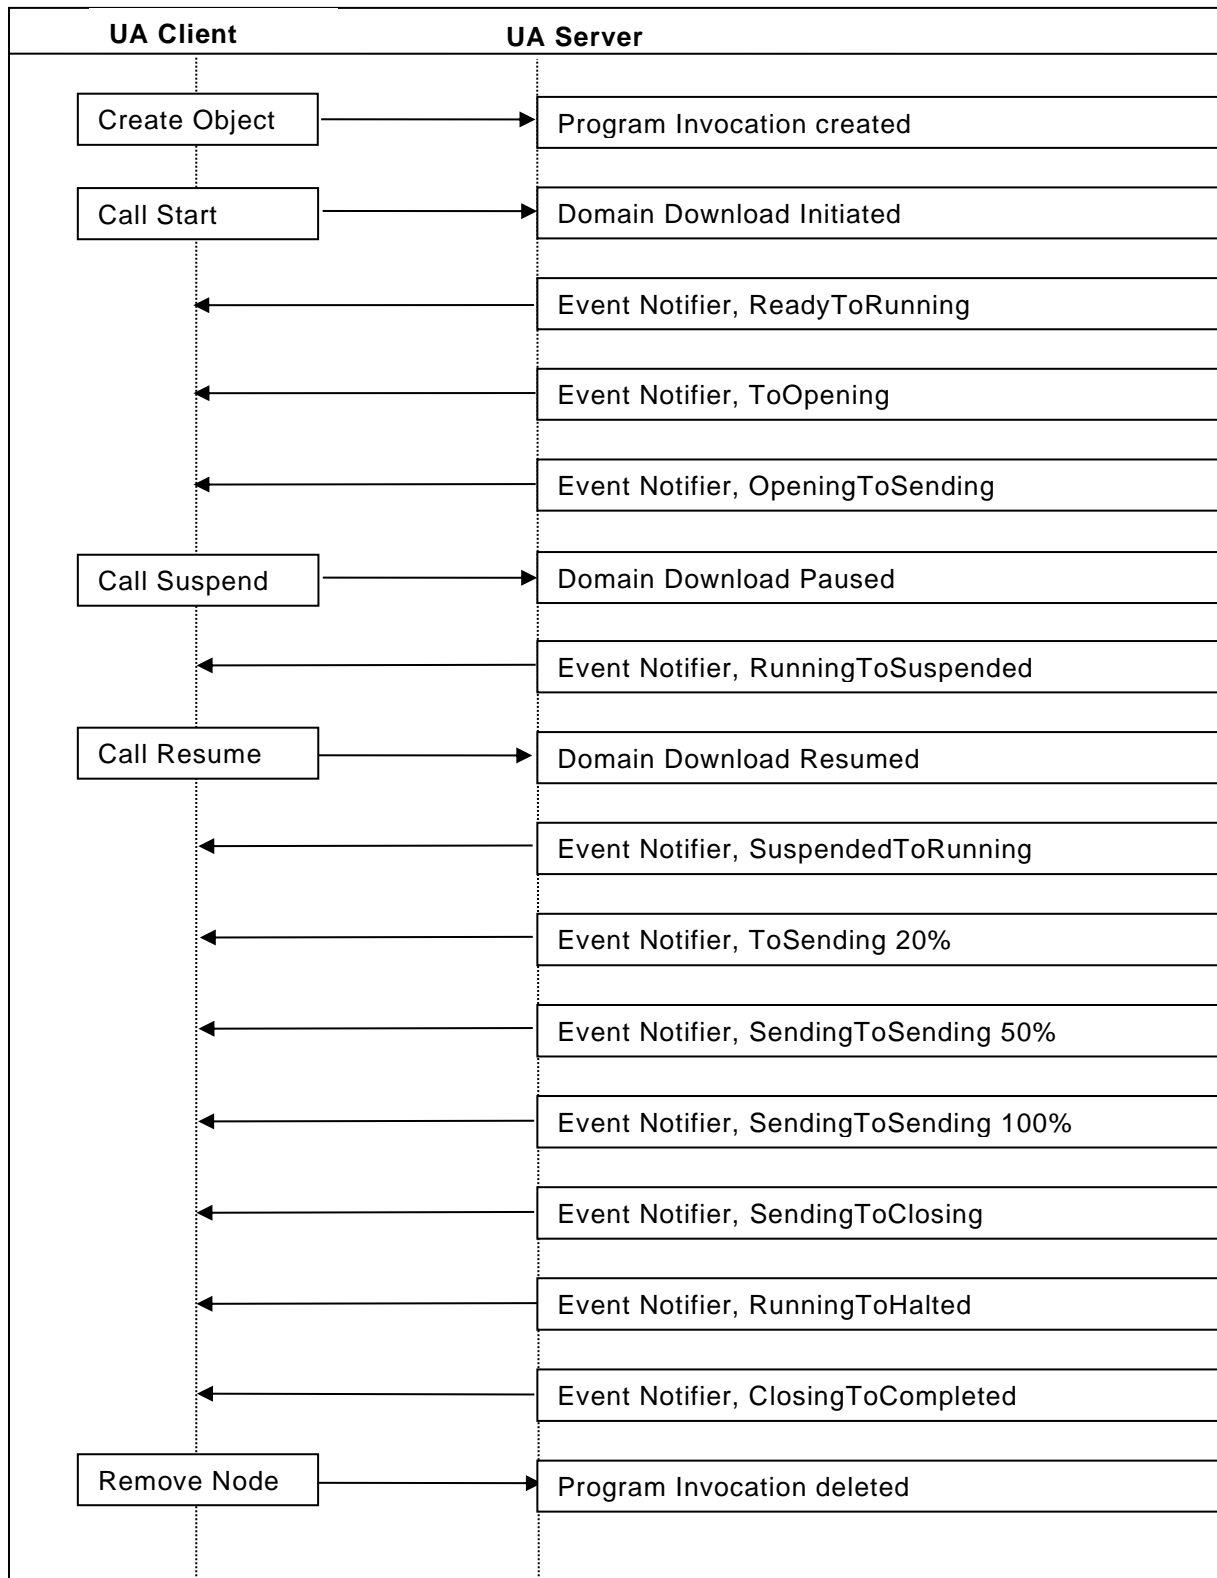 UA Client
UA Server
Create Object
Program Invocation created
Call Start
Domain Download Initiated
Event Notifier, ReadyToRunning
Event Notifier, ToOpening
Event Notifier, OpeningToSending
Call Suspend
Domain Download Paused
Event Notifier, RunningToSuspended
Call Resume
Domain Download Resumed
Event Notifier, SuspendedToRunning
Event Notifier, ToSending 20%
Event Notifier, SendingToSending 50%
Event Notifier, SendingToSending 100%
Event Notifier, SendingToClosing
Event Notifier, RunningToHalted
Event Notifier, ClosingToCompleted
Remove Node
Program Invocation deleted